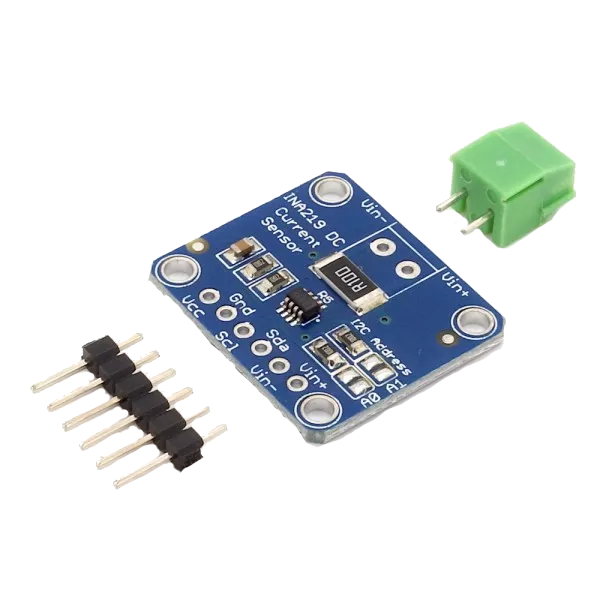 INA219 DC
Current
Sensor
Vin-
Vin+
R100
R5
Vcc
Gnd
Scl
Sda
Vin-
Vin+
I2C Address
A0
A1